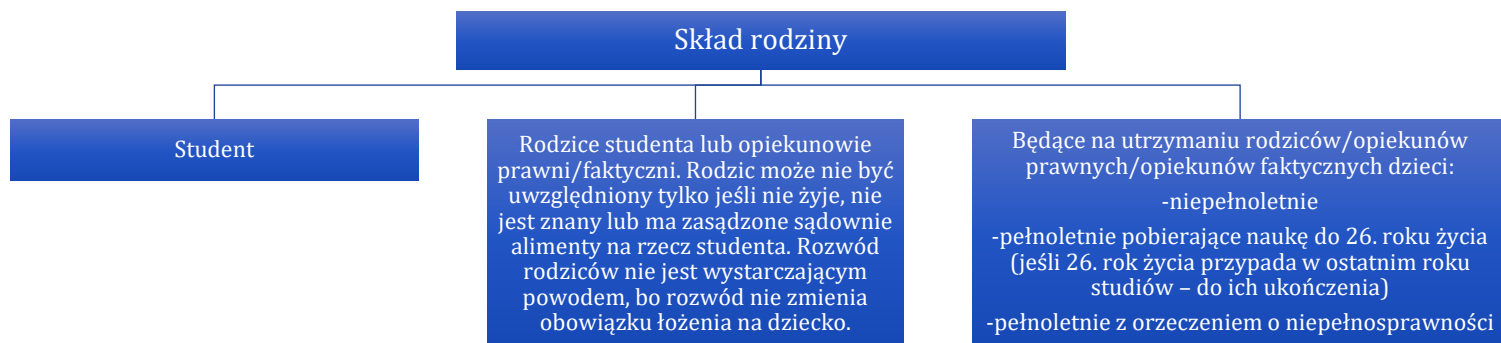 Skład rodziny
Student
Rodzice studenta lub opiekunowie
prawni/faktyczni. Rodzic może nie być
uwzględniony tylko jeśli nie żyje, nie
jest znany lub ma zasądzone sądownie
alimenty na rzecz studenta. Rozwód
rodziców nie jest wystarczającym
powodem, bo rozwód nie zmienia
obowiązku łożenia na dziecko.
Będące na utrzymaniu rodziców/opiekunów
prawnych/opiekunów faktycznych dzieci:
-niepełnoletnie
-pełnoletnie pobierające naukę do 26. roku życia
(jeśli 26. rok życia przypada w ostatnim roku
studiów – do ich ukończenia)
-pełnoletnie z orzeczeniem o niepełnosprawności